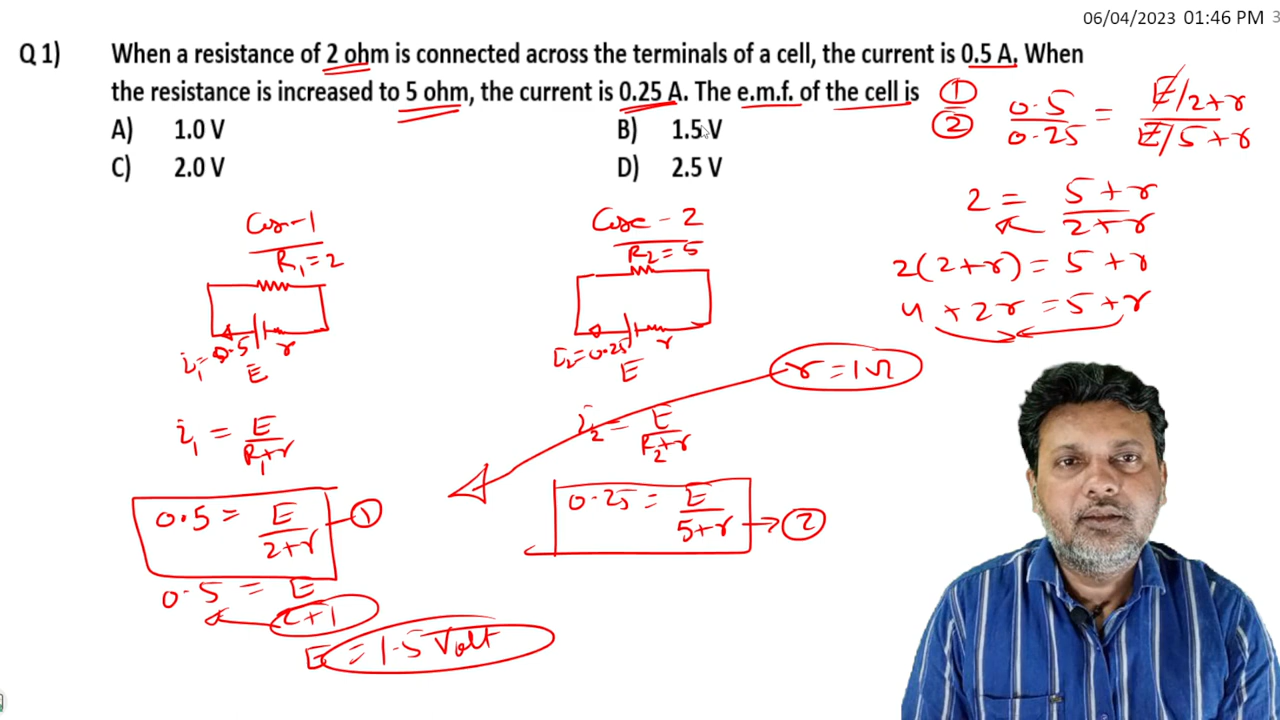 06/04/2023 01:46 PM 3
Q 1) When a resistance of 2 ohm is connected across the terminals of a cell, the current is 0.5 A. When
the resistance is increased to 5 ohm, the current is 0.25 A. The e.m.f. of the cell is
A) 1.0 V B) 1.5 V
C) 2.0 V D) 2.5 V
① 0.5 = E/2+r
② 0.25 E/5+r
2 = 5+r
2+r
2(2+r) = 5+r
4+2r = 5+r
r = 1Ω
Case-1
R₁=2
i₁=0.5 r
E
i₁ = E
R₁+r
0.5 = E ①
2+r
0.5 = E
2+1
E = 1.5 Volt
Case-2
R₂=5
i₂=0.25 r
E
i₂ = E
R₂+r
0.25 = E
5+r → ②